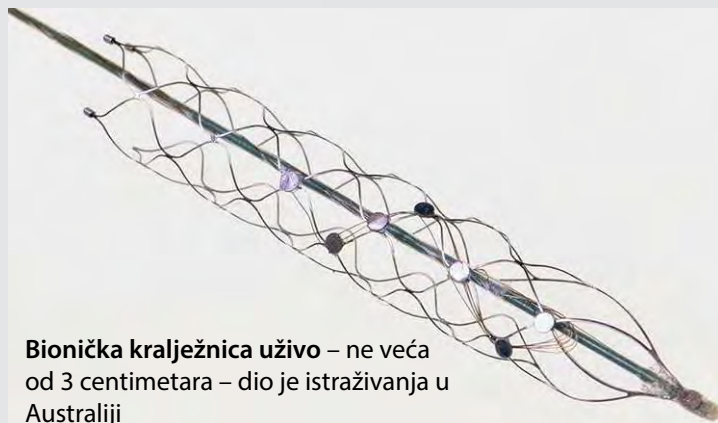 Bionička kralježnica uživo – ne veća
od 3 centimetara – dio je istraživanja u
Australiji